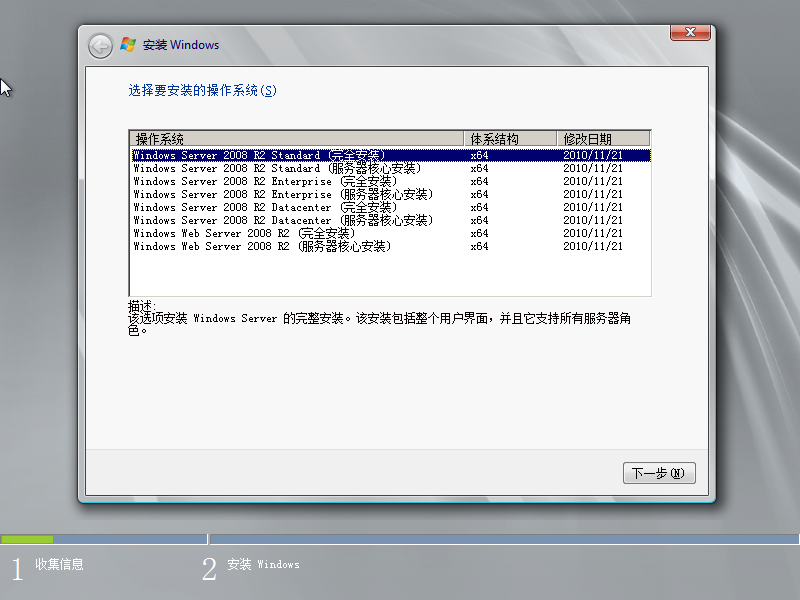 安装 Windows
选择要安装的操作系统(S)
操作系统 体系结构 修改日期
Windows Server 2008 R2 Standard (完全安装) x64 2010/11/21
Windows Server 2008 R2 Standard (服务器核心安装) x64 2010/11/21
Windows Server 2008 R2 Enterprise (完全安装) x64 2010/11/21
Windows Server 2008 R2 Enterprise (服务器核心安装) x64 2010/11/21
Windows Server 2008 R2 Datacenter (完全安装) x64 2010/11/21
Windows Server 2008 R2 Datacenter (服务器核心安装) x64 2010/11/21
Windows Web Server 2008 R2 (完全安装) x64 2010/11/21
Windows Web Server 2008 R2 (服务器核心安装) x64 2010/11/21
描述:
该选项安装 Windows Server 的完整安装。该安装包括整个用户界面，并且它支持所有服务器角
色。
下一步(N)
1 收集信息 2 安装 Windows